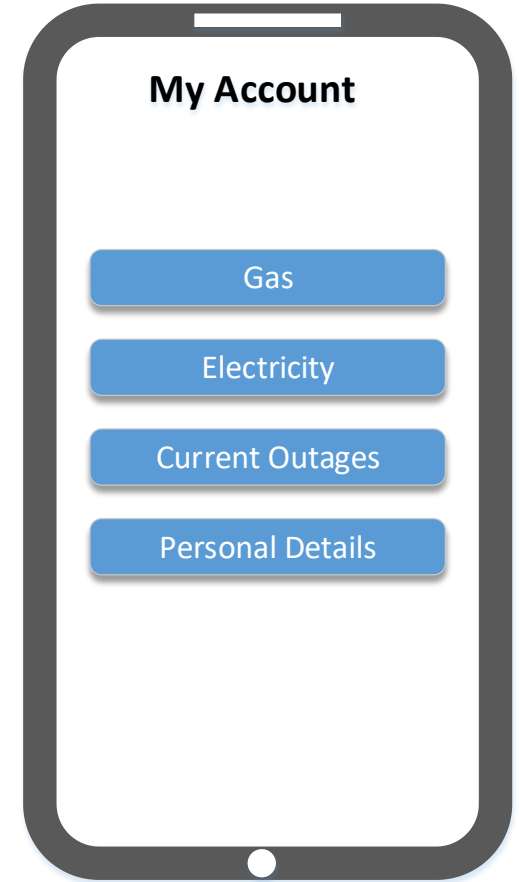 My Account
Gas
Electricity
Current Outages
Personal Details